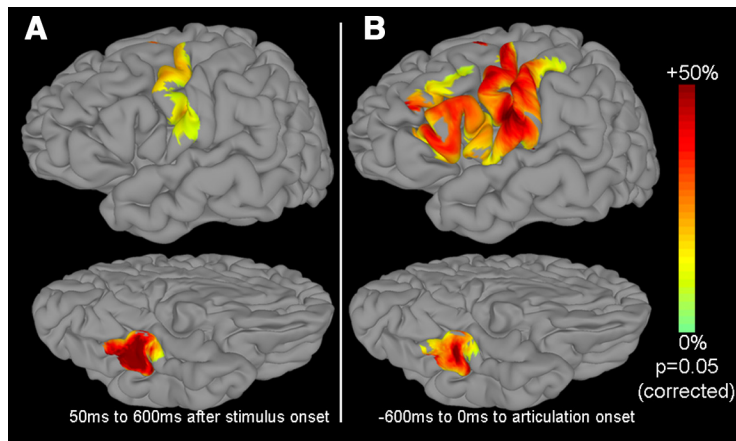 A
B
+50%
0%
p=0.05
(corrected)
50ms to 600ms after stimulus onset
-600ms to 0ms to articulation onset